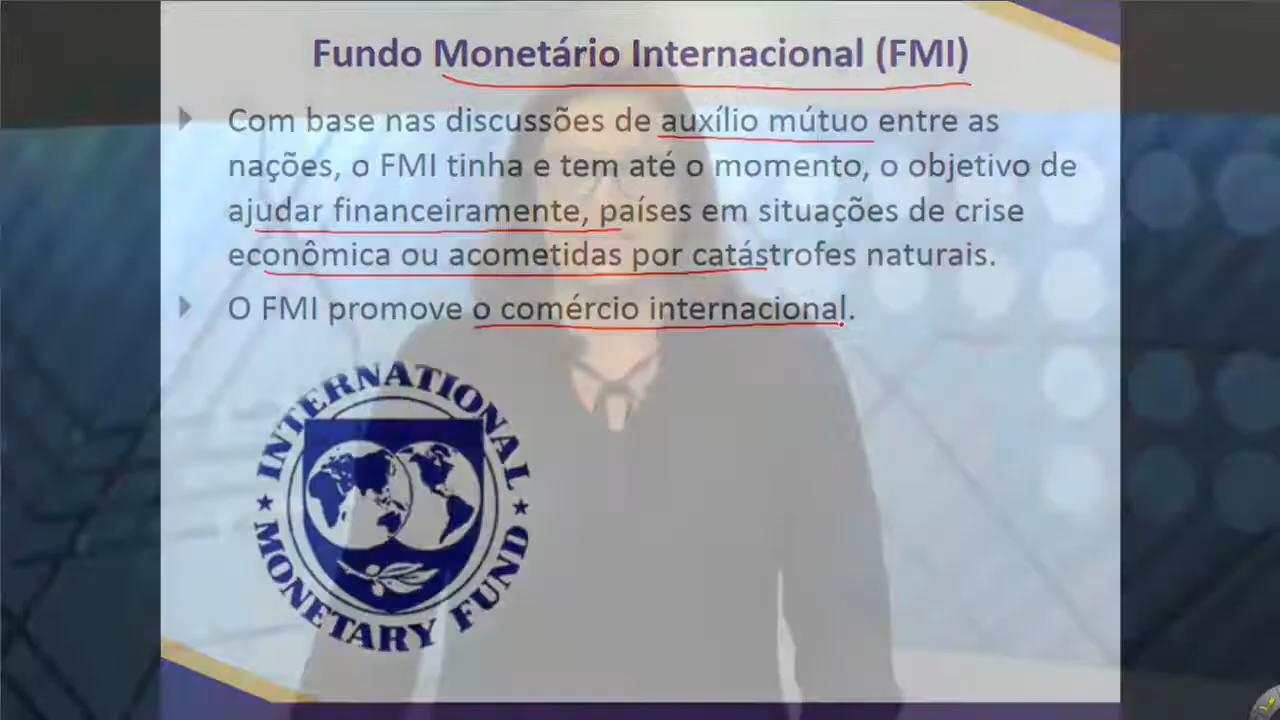 Fundo Monetário Internacional (FMI)
Com base nas discussões de auxílio mútuo entre as
nações, o FMI tinha e tem até o momento, o objetivo de
ajudar financeiramente, países em situações de crise
econômica ou acometidas por catástrofes naturais.
O FMI promove o comércio internacional.
INTERNATIONAL
MONETARY FUND